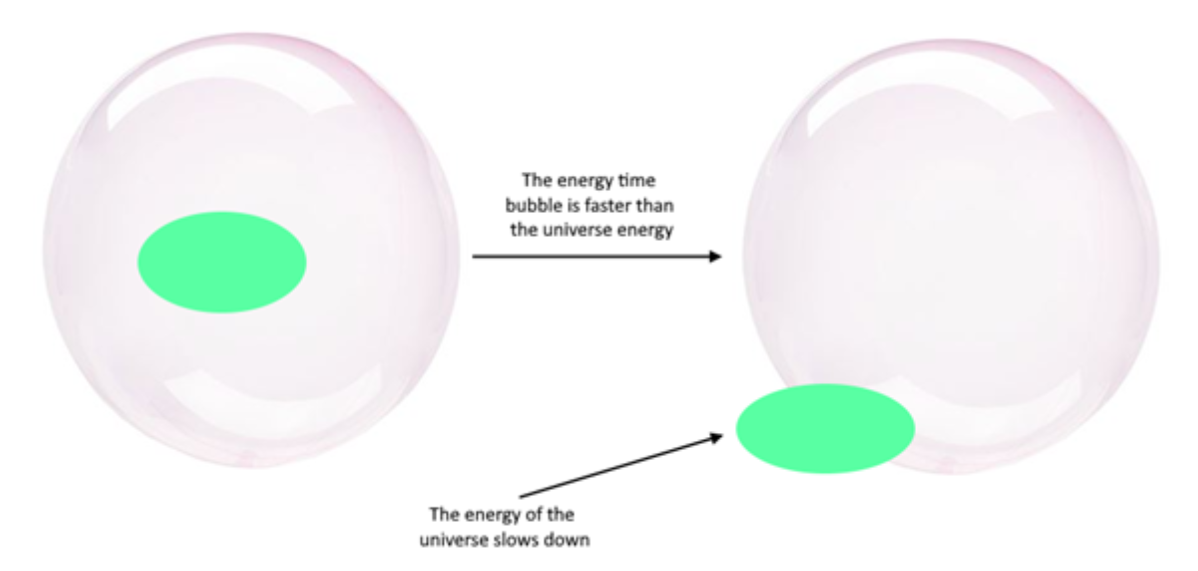 The energy time
bubble is faster than
the universe energy
The energy of the
universe slows down